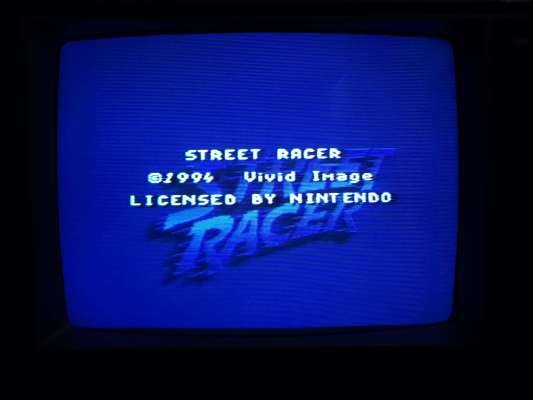 STREET RACER
©1994 Vivid Image
LICENSED BY NINTENDO
STREET
RACER